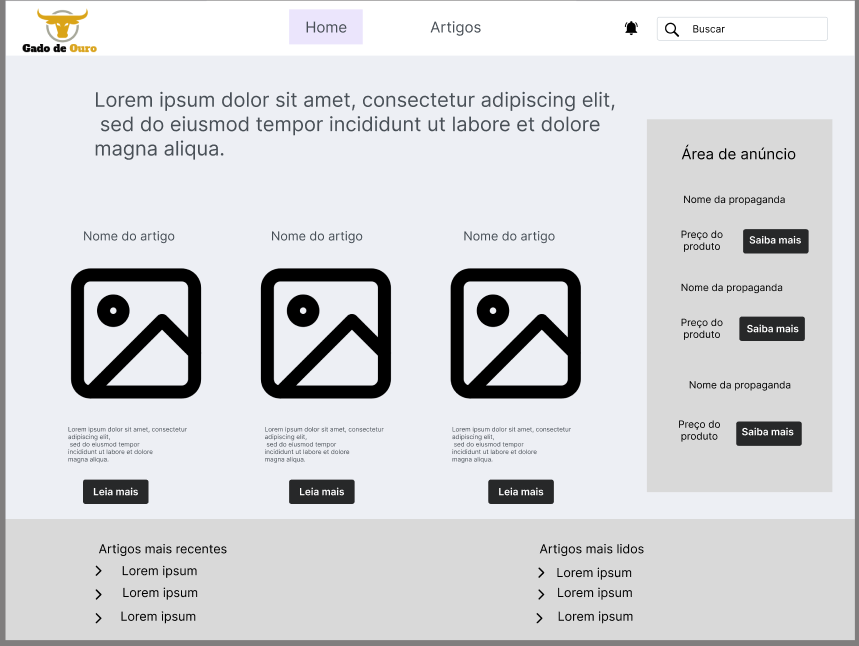 Gado de Ouro
Home
Artigos
Buscar
Lorem ipsum dolor sit amet, consectetur adipiscing elit,
sed do eiusmod tempor incididunt ut labore et dolore
magna aliqua.
Nome do artigo
Lorem ipsum dolor sit amet, consectetur
adipiscing elit,
sed do eiusmod tempor
incididunt ut labore et dolore
magna aliqua.
Leia mais
Nome do artigo
Lorem ipsum dolor sit amet, consectetur
adipiscing elit,
sed do eiusmod tempor
incididunt ut labore et dolore
magna aliqua.
Leia mais
Nome do artigo
Lorem ipsum dolor sit amet, consectetur
adipiscing elit,
sed do eiusmod tempor
incididunt ut labore et dolore
magna aliqua.
Leia mais
Área de anúncio
Nome da propaganda
Preço do
produto
Saiba mais
Nome da propaganda
Preço do
produto
Saiba mais
Nome da propaganda
Preço do
produto
Saiba mais
Artigos mais recentes
Lorem ipsum
Lorem ipsum
Lorem ipsum
Artigos mais lidos
Lorem ipsum
Lorem ipsum
Lorem ipsum